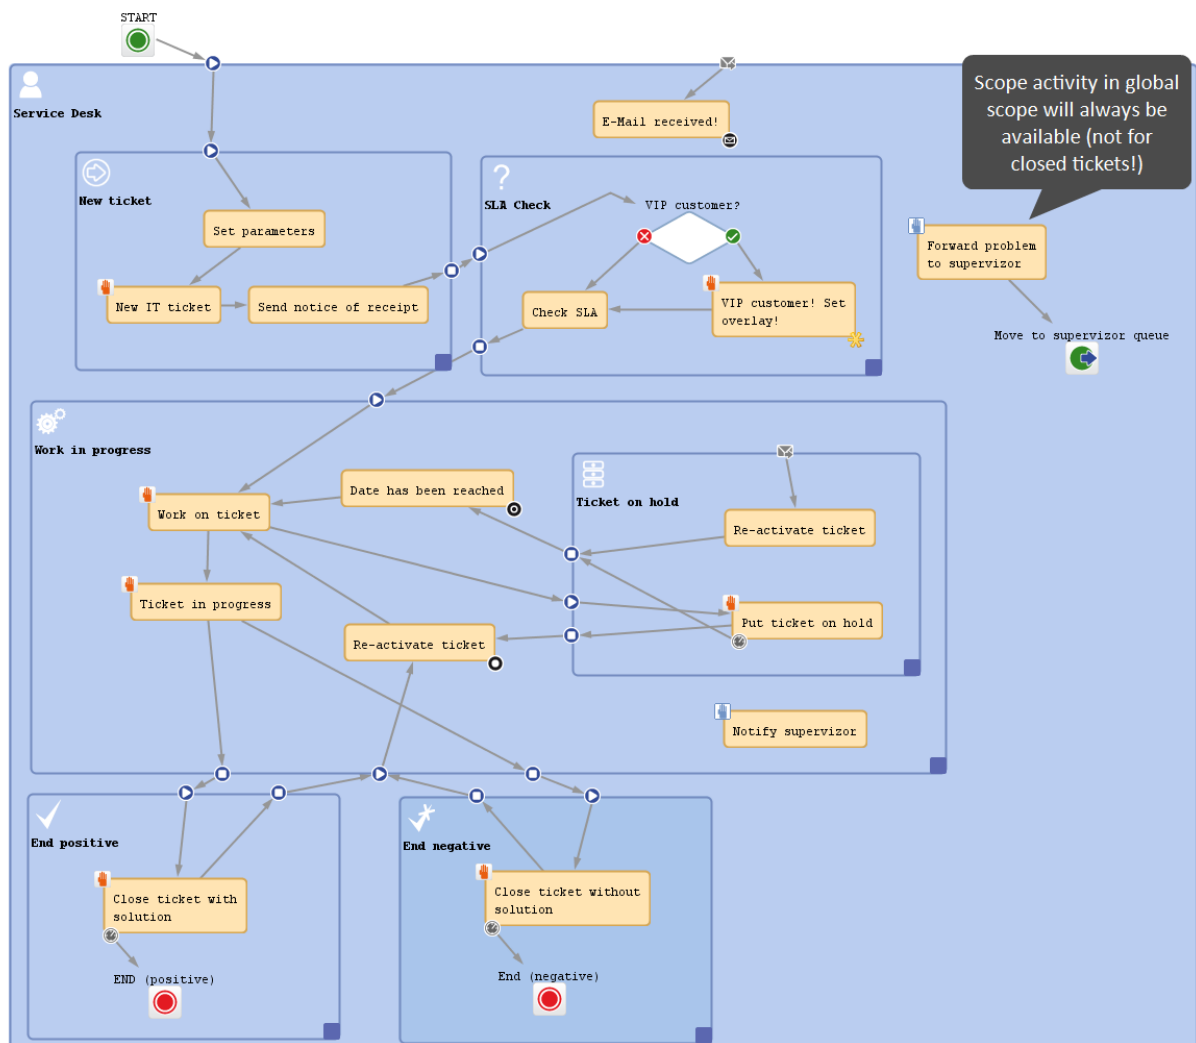 START
Service Desk
E-Mail received!
Scope activity in global
scope will always be
available (not for
closed tickets!)
New ticket
Set parameters
New IT ticket
Send notice of receipt
SLA Check
VIP customer?
Check SLA
VIP customer! Set
overlay!
Forward problem
to supervizor
Move to supervizor queue
Work in progress
Date has been reached
Work on ticket
Ticket on hold
Re-activate ticket
Ticket in progress
Put ticket on hold
Re-activate ticket
Notify supervizor
End positive
Close ticket with
solution
END (positive)
End negative
Close ticket without
solution
End (negative)